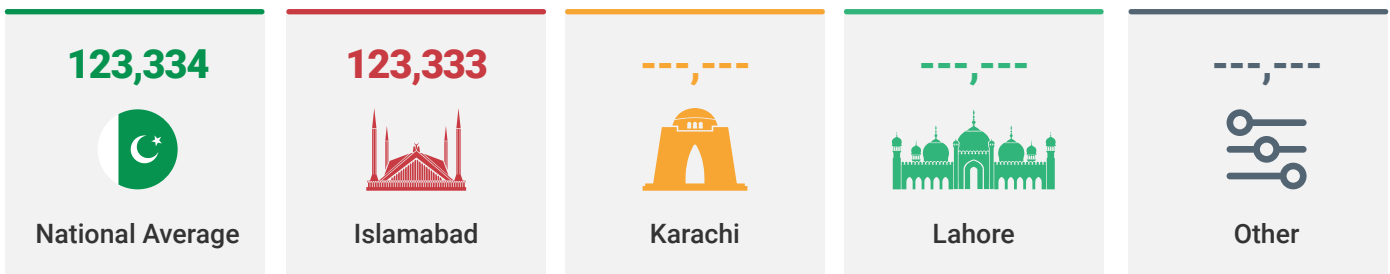 123,334
National Average
123,333
Islamabad
---,---
Karachi
---,---
Lahore
---,---
Other